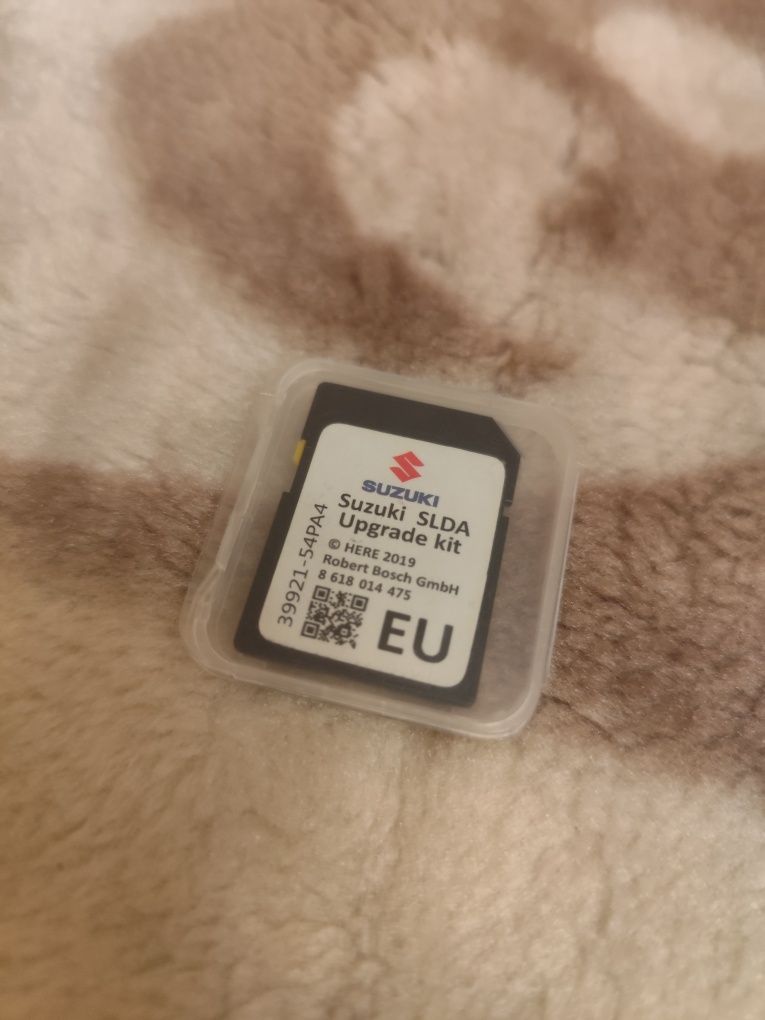 SUZUKI
Suzuki SLDA
Upgrade kit
© HERE 2019
Robert Bosch GmbH
8 618 014 475
EU
39921-54PA4